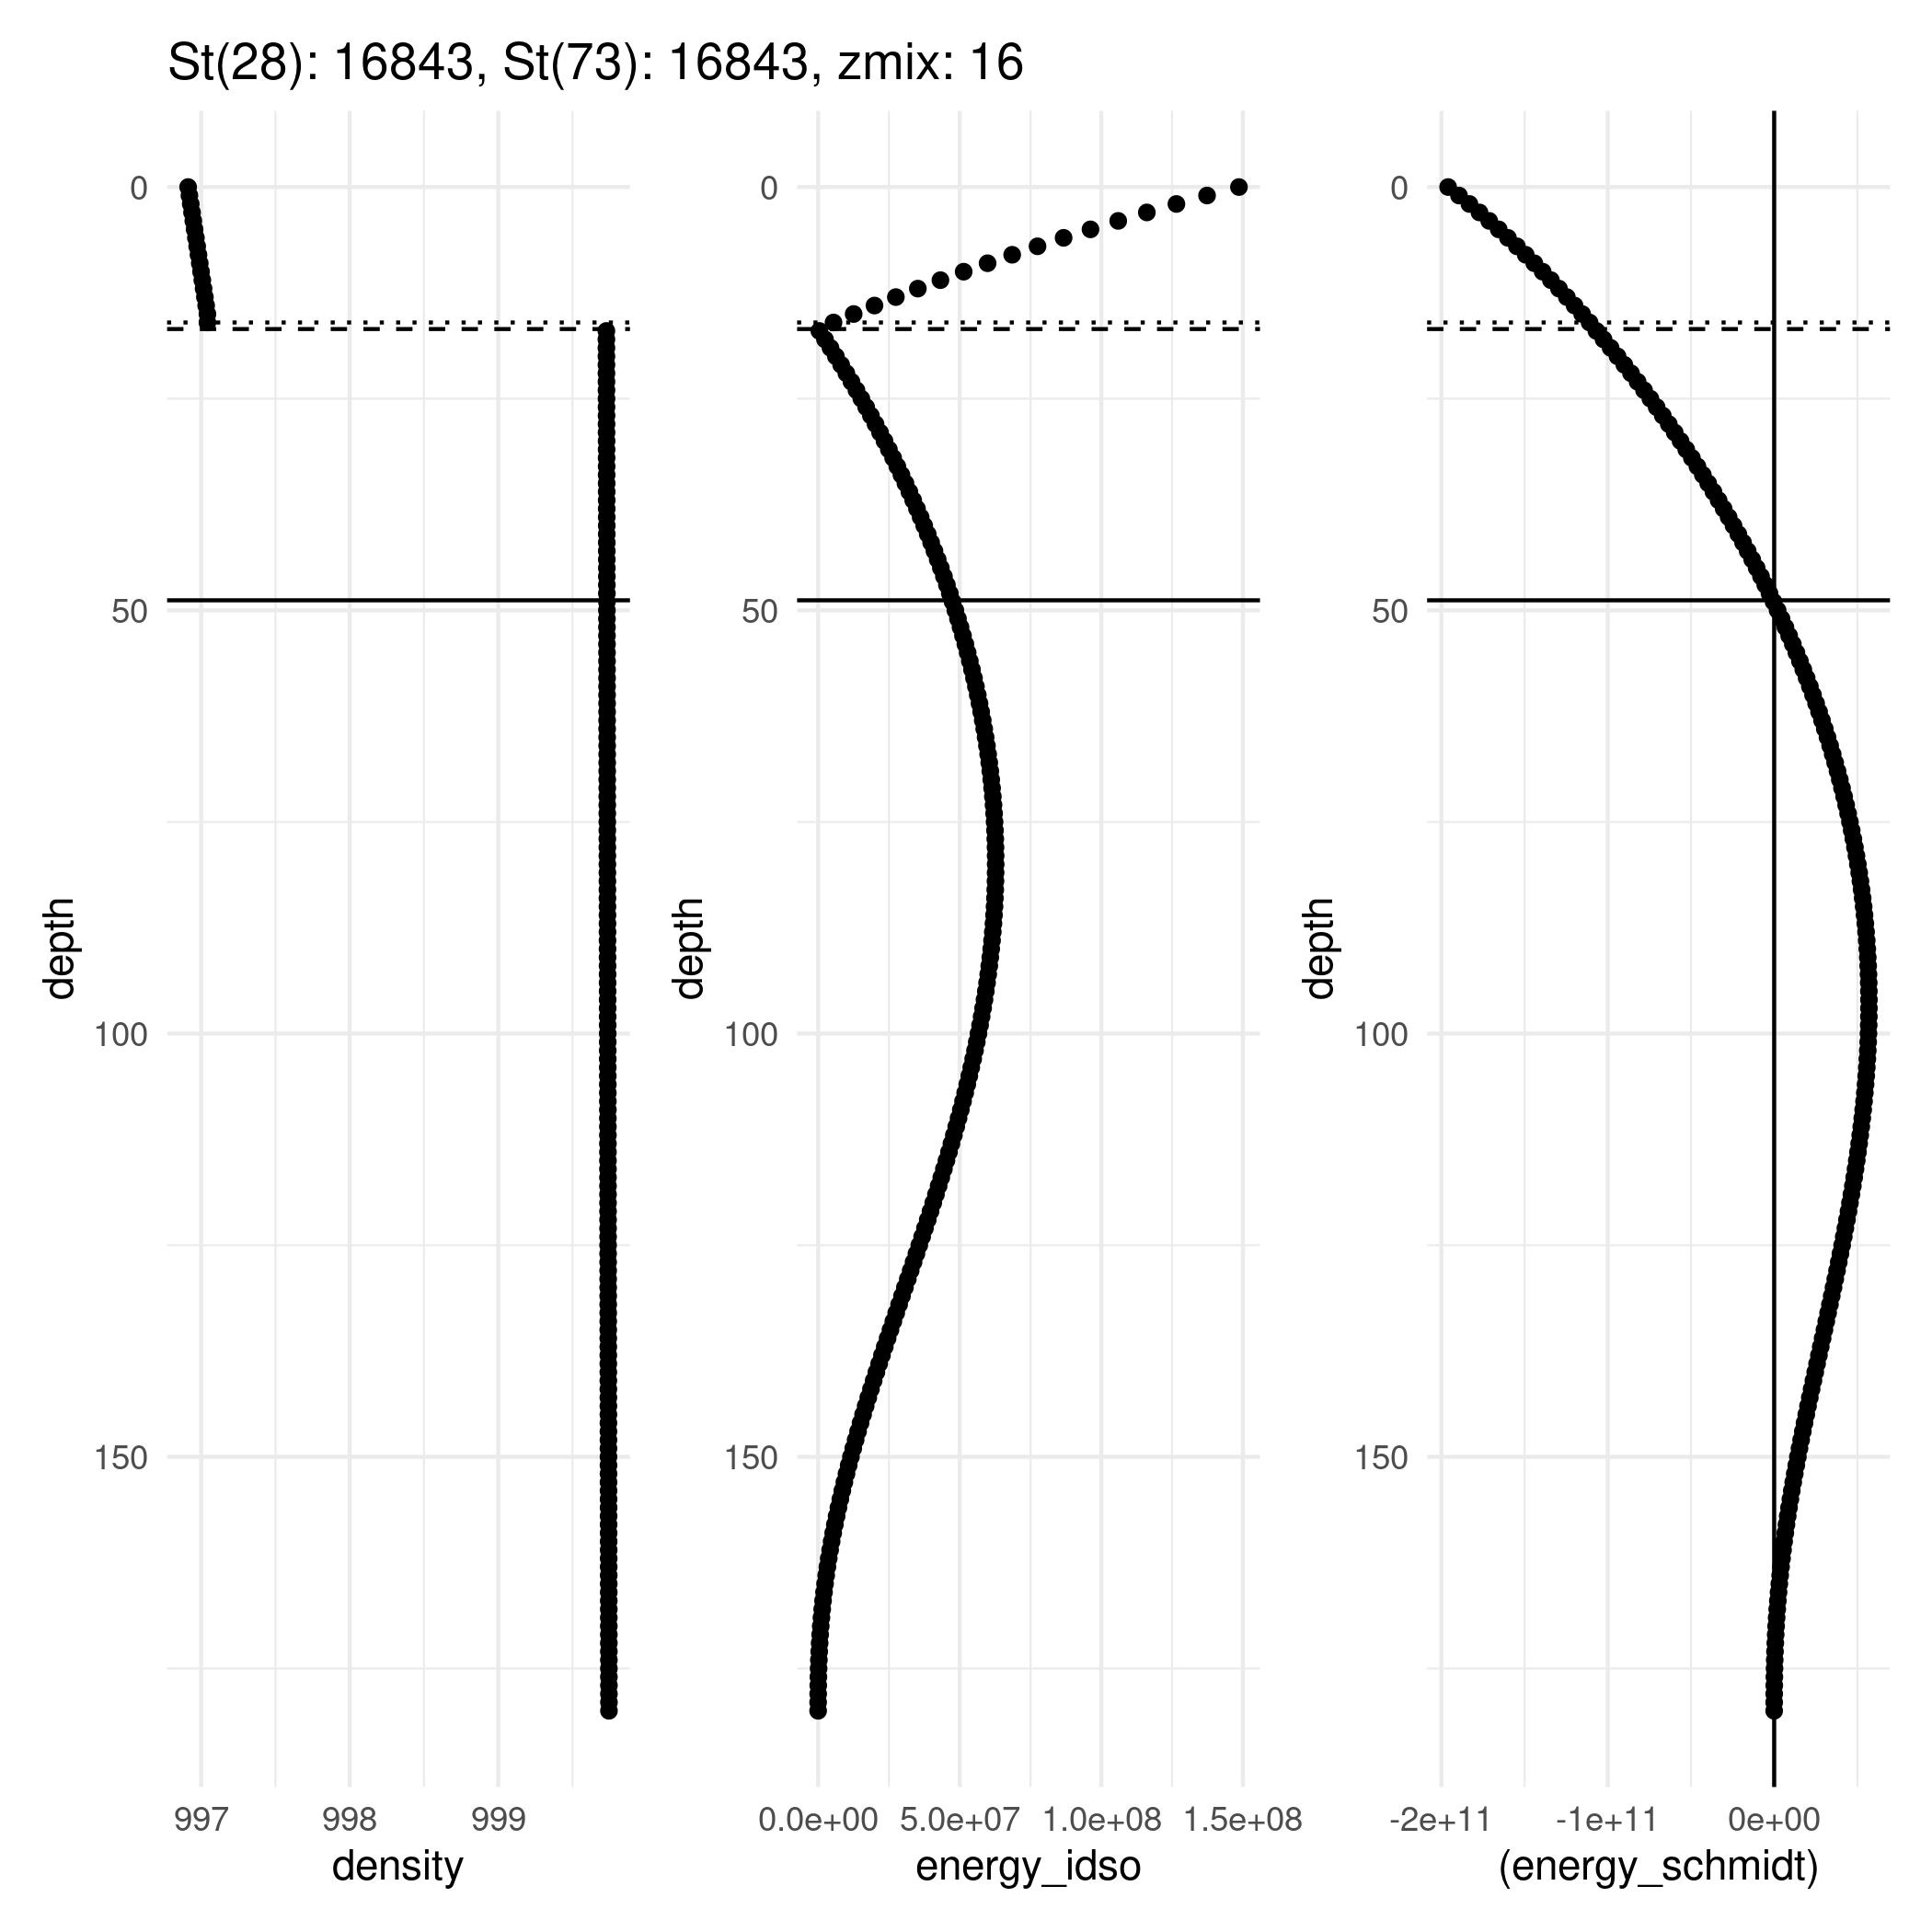 St(28): 16843, St(73): 16843, zmix: 16
0
50
100
150
depth
997
998
999
density
0
50
100
150
depth
0.0e+00
5.0e+07
1.0e+08
1.5e+08
energy_idso
0
50
100
150
depth
-2e+11
-1e+11
0e+00
(energy_schmidt)